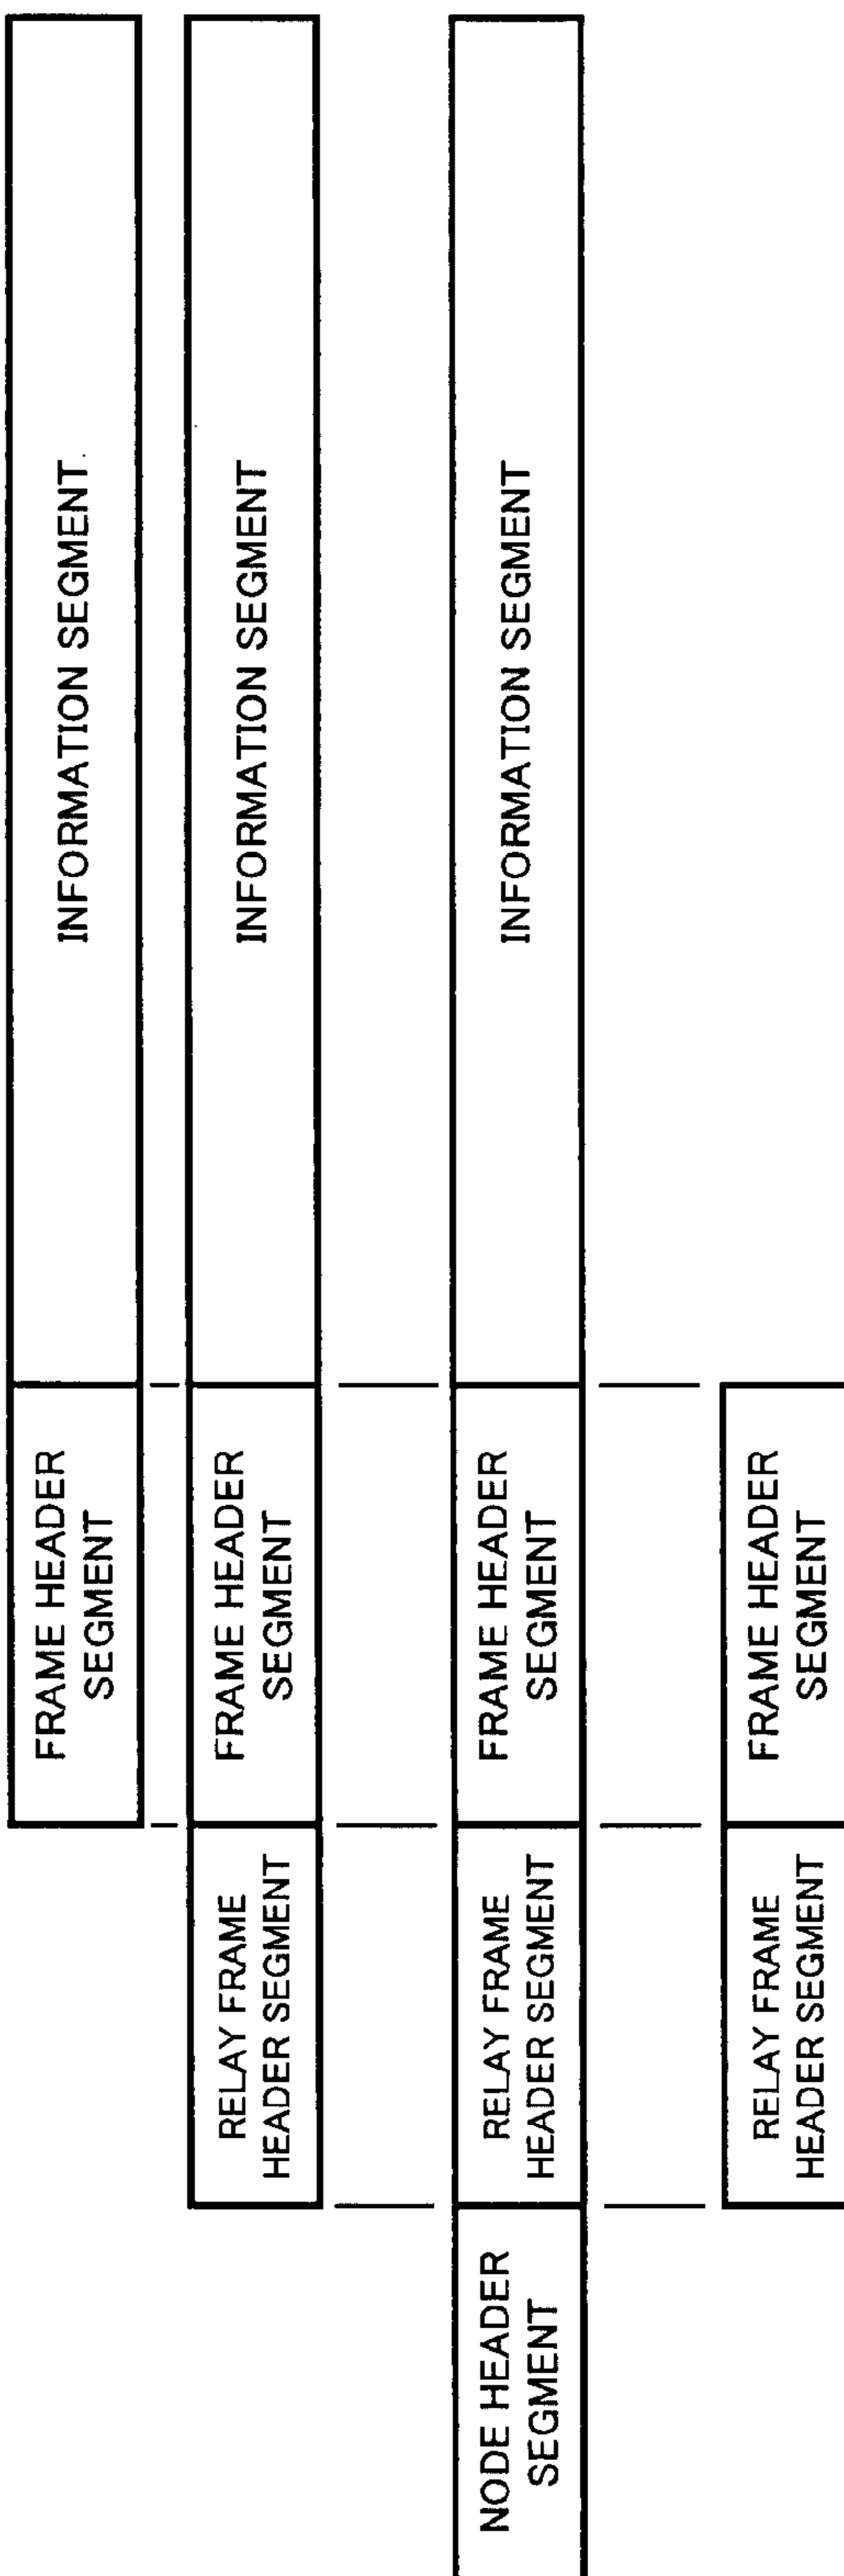 FRAME HEADER
SEGMENT
INFORMATION SEGMENT
RELAY FRAME
HEADER SEGMENT
FRAME HEADER
SEGMENT
INFORMATION SEGMENT
NODE HEADER
SEGMENT
RELAY FRAME
HEADER SEGMENT
FRAME HEADER
SEGMENT
INFORMATION SEGMENT
RELAY FRAME
HEADER SEGMENT
FRAME HEADER
SEGMENT